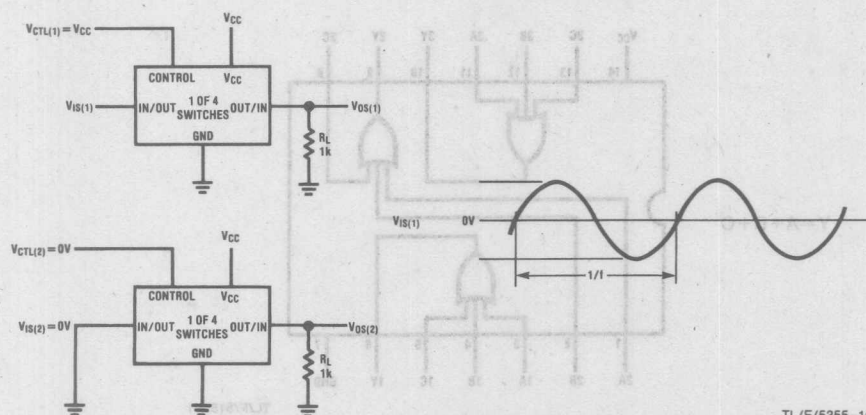 VCTL(1) = VCC
VCC
CONTROL
VCC
VIS(1)
IN/OUT
1 OF 4
SWITCHES
OUT/IN
VOS(1)
GND
RL
1k
VIS(1)
0V
1/f
VCTL(2) = 0V
VCC
CONTROL
VCC
VIS(2) = 0V
IN/OUT
1 OF 4
SWITCHES
OUT/IN
VOS(2)
GND
RL
1k